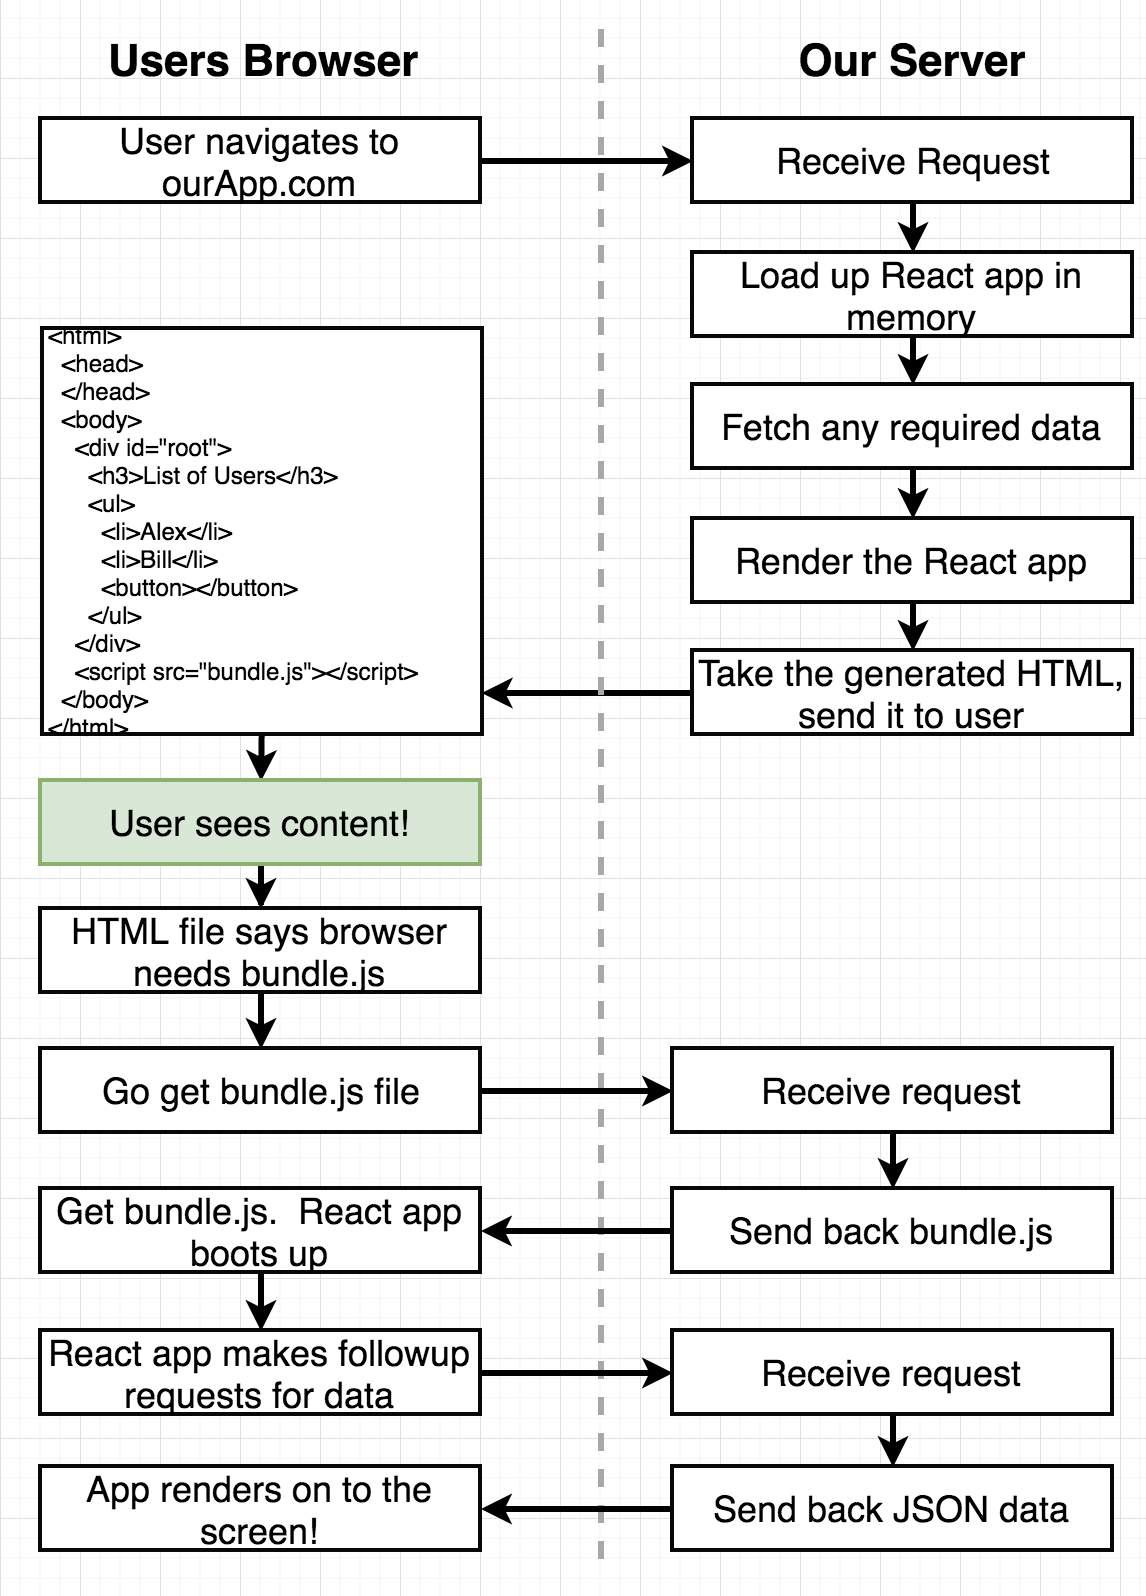 Users Browser
Our Server
User navigates to
ourApp.com
Receive Request
Load up React app in
memory
Fetch any required data
Render the React app
Take the generated HTML,
send it to user
<html>
<head>
</head>
<body>
<div id="root">
<h3>List of Users</h3>
<ul>
<li>Alex</li>
<li>Bill</li>
<button></button>
</ul>
</div>
<script src="bundle.js"></script>
</body>
</html>
User sees content!
HTML file says browser
needs bundle.js
Go get bundle.js file
Receive request
Send back bundle.js
Get bundle.js.  React app
boots up
React app makes followup
requests for data
Receive request
Send back JSON data
App renders on to the
screen!